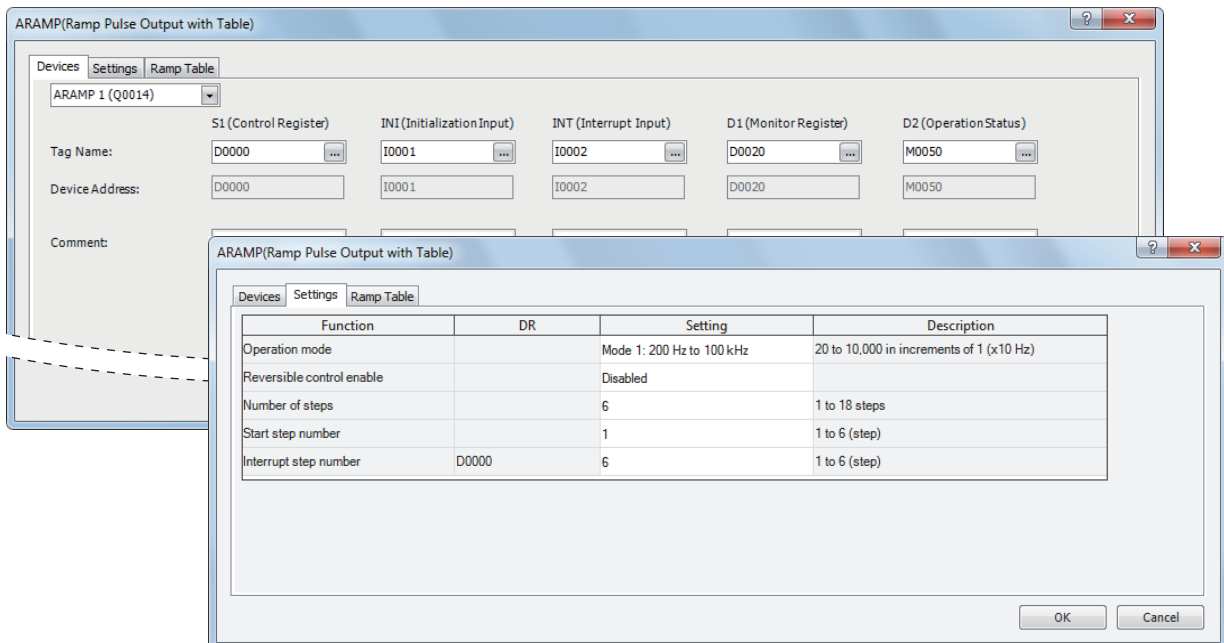 ARAMP(Ramp Pulse Output with Table)
Devices Settings Ramp Table
ARAMP 1 (Q0014)
S1 (Control Register) INI (Initialization Input) INT (Interrupt Input) D1 (Monitor Register) D2 (Operation Status)
Tag Name: D0000 ... I0001 ... I0002 ... D0020 ... M0050 ...
Device Address: D0000 I0001 I0002 D0020 M0050
Comment:
ARAMP(Ramp Pulse Output with Table)
Devices Settings Ramp Table
Function DR Setting Description
Operation mode Mode 1: 200 Hz to 100 kHz 20 to 10,000 in increments of 1 (x10 Hz)
Reversible control enable Disabled
Number of steps 6 1 to 18 steps
Start step number 1 1 to 6 (step)
Interrupt step number D0000 6 1 to 6 (step)
OK Cancel